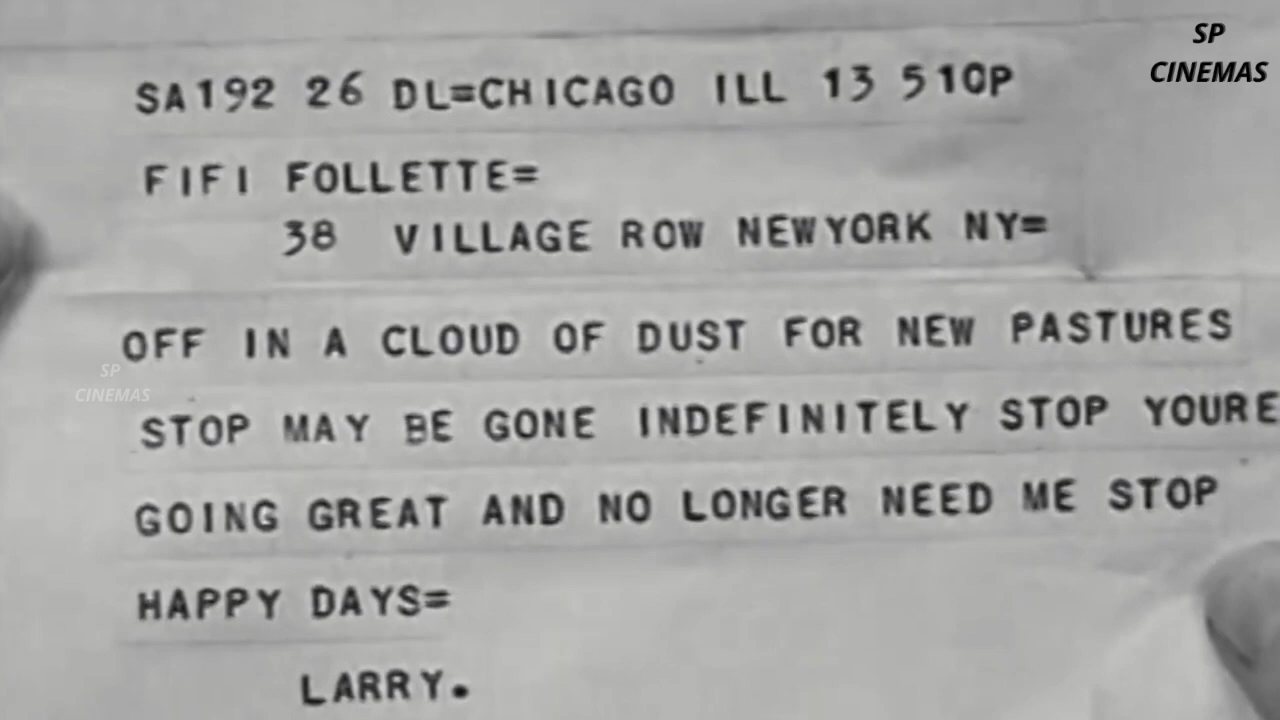 SP
CINEMAS
SA192 26 DL=CHICAGO ILL 13 510P
FIFI FOLLETTE=
38 VILLAGE ROW NEWYORK NY=
OFF IN A CLOUD OF DUST FOR NEW PASTURES
SP
CINEMAS
STOP MAY BE GONE INDEFINITELY STOP YOURE
GOING GREAT AND NO LONGER NEED ME STOP
HAPPY DAYS=
LARRY.